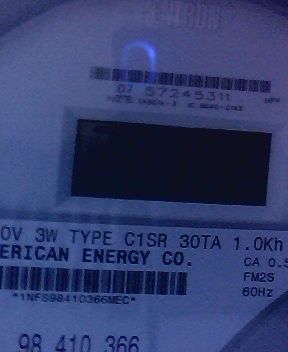 CENTRON
07 57245311
0V 3W TYPE C1SR 30TA 1.0Kh
ERICAN ENERGY CO.
CA 0.5
FM2S
*1NFS98410366MEC*
60Hz
98 410 366